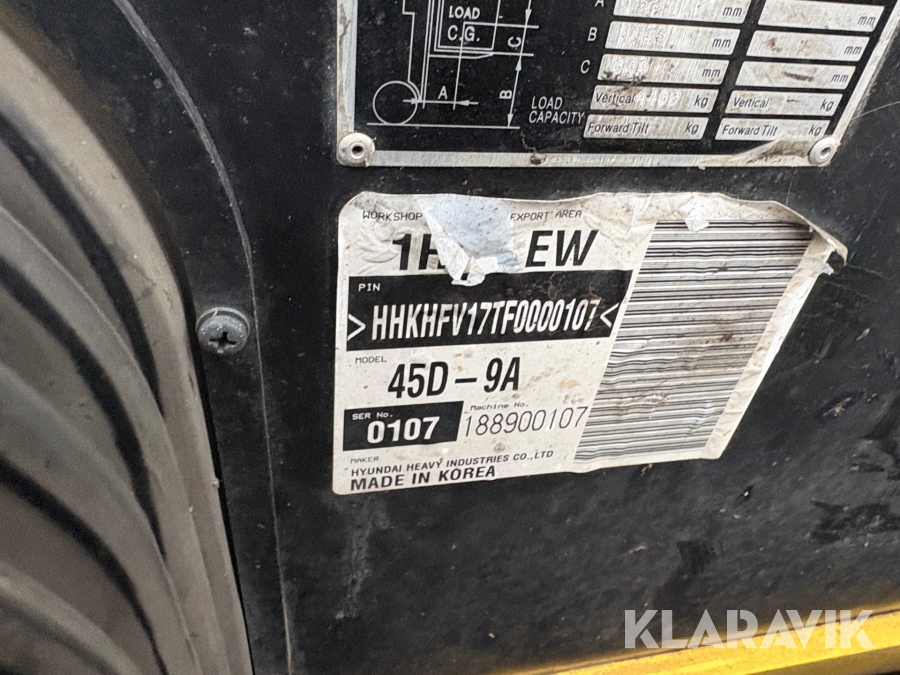 LOAD
C.G.
C
A
B
LOAD
CAPACITY
A mm mm
B mm mm
C mm mm
Vertical kg Vertical kg
Forward Tilt kg Forward Tilt kg
WORKSHOP EXPORT AREA
EW
PIN
>HHKHFV17TF0000107<
MODEL
45D-9A
SER No. Machine No.
0107 188900107
MAKER
HYUNDAI HEAVY INDUSTRIES CO.,LTD
MADE IN KOREA
KLARAVIK